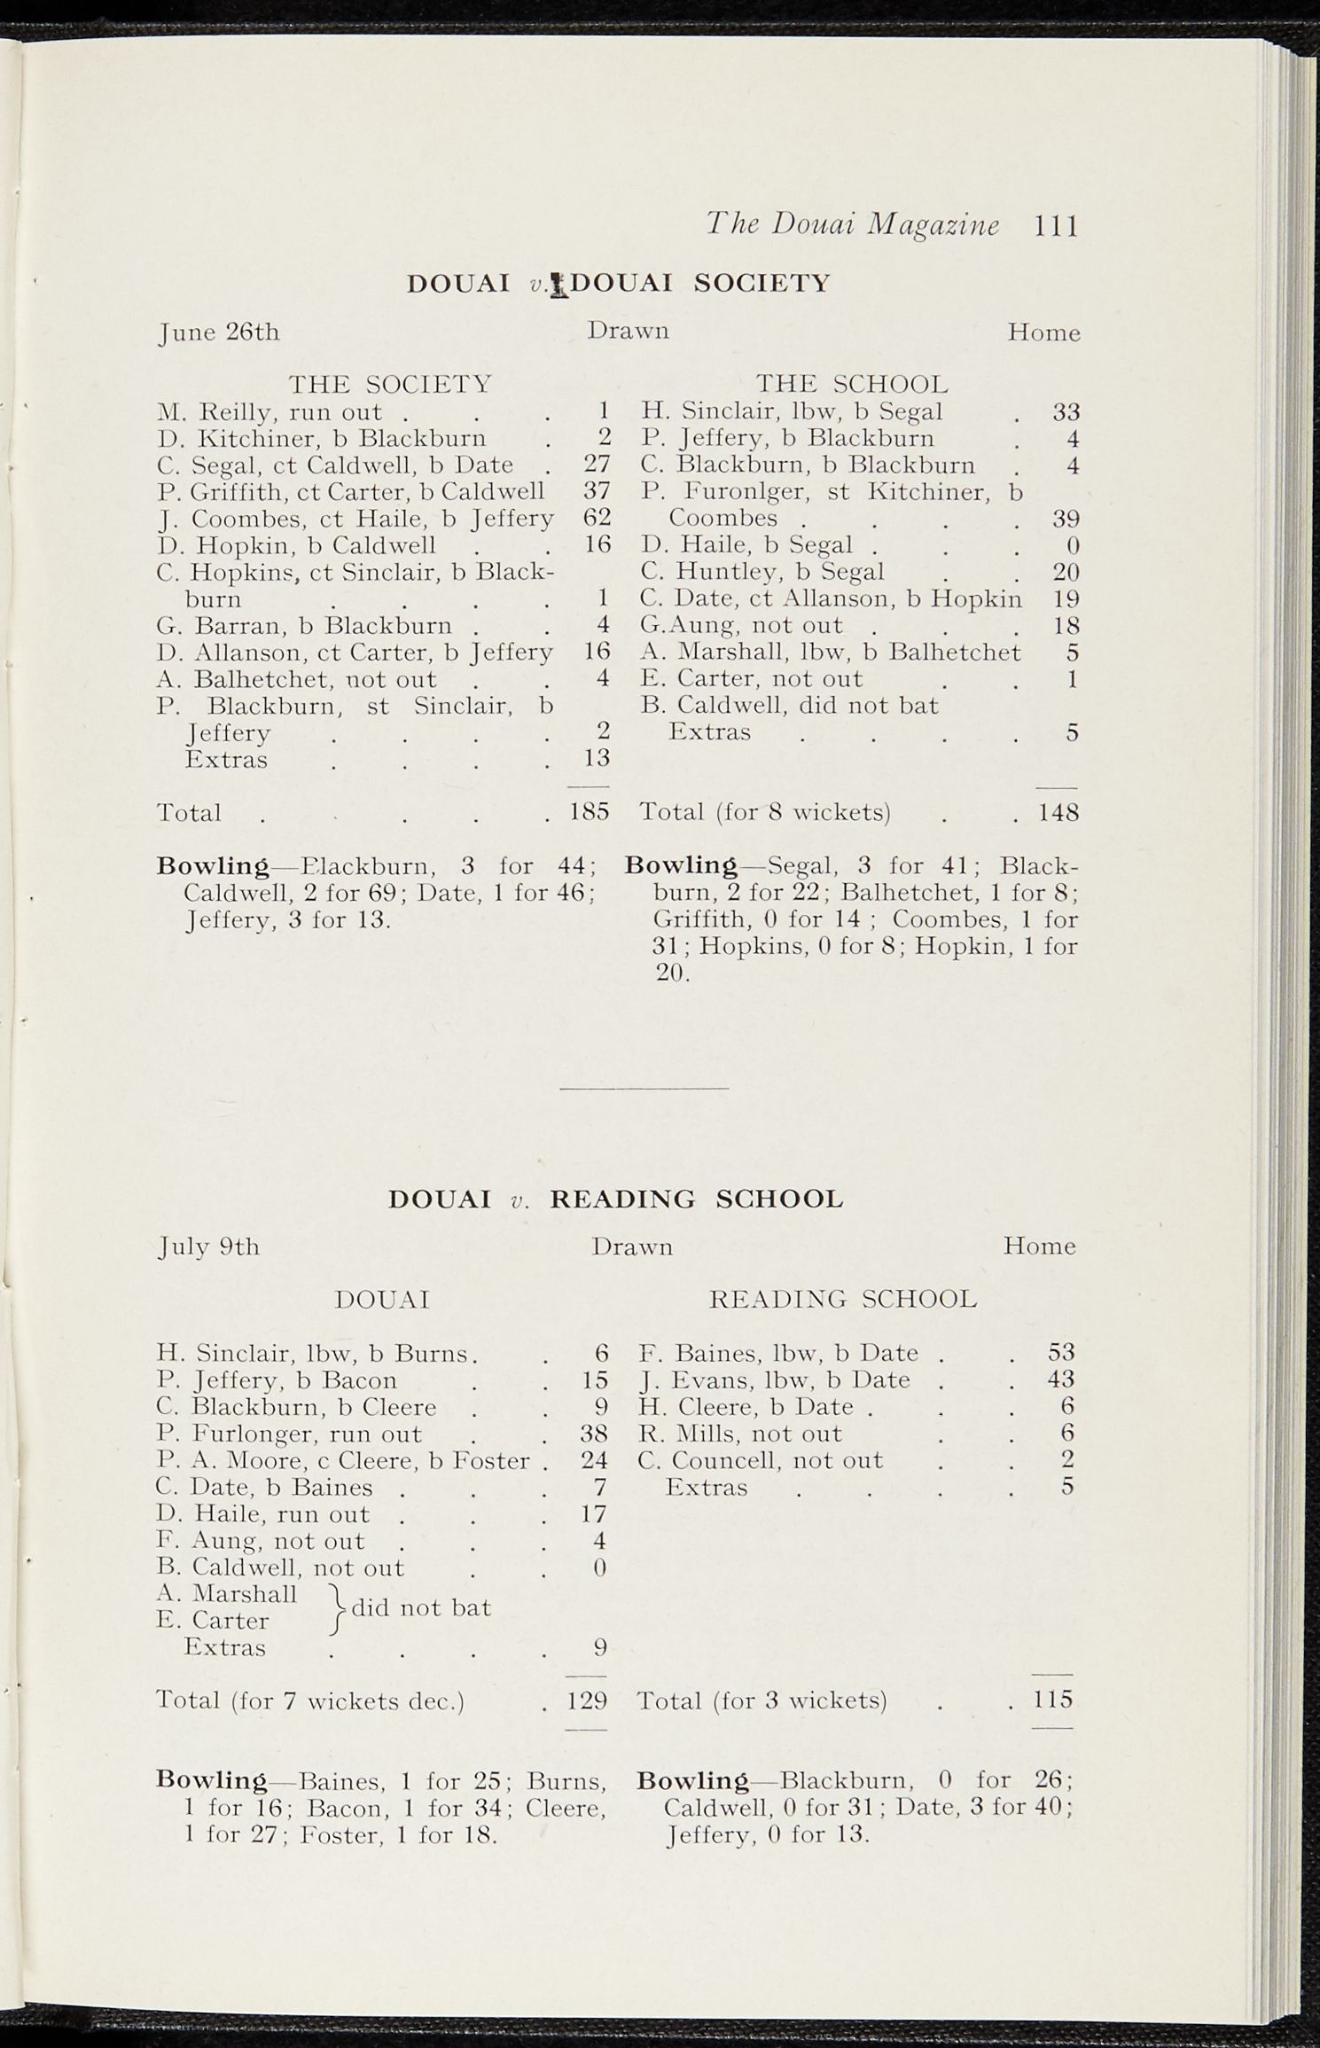 The Douai Magazine 111
DOUAI v. DOUAI SOCIETY
June 26th Drawn Home
THE SOCIETY
M. Reilly, run out . . . 1
D. Kitchiner, b Blackburn . 2
C. Segal, ct Caldwell, b Date . 27
P. Griffith, ct Carter, b Caldwell 37
J. Coombes, ct Haile, b Jeffery 62
D. Hopkin, b Caldwell . . 16
C. Hopkins, ct Sinclair, b Black-
burn . . . . 1
G. Barran, b Blackburn . . 4
D. Allanson, ct Carter, b Jeffery 16
A. Balhetchet, not out . . 4
P. Blackburn, st Sinclair, b
Jeffery . . . . 2
Extras . . . . 13
Total . . . . . 185
Bowling—Elackburn, 3 for 44;
Caldwell, 2 for 69; Date, 1 for 46;
Jeffery, 3 for 13.
THE SCHOOL
H. Sinclair, lbw, b Segal . 33
P. Jeffery, b Blackburn . 4
C. Blackburn, b Blackburn . 4
P. Furonlger, st Kitchiner, b
Coombes . . . . 39
D. Haile, b Segal . . . 0
C. Huntley, b Segal . . 20
C. Date, ct Allanson, b Hopkin 19
G.Aung, not out . . . 18
A. Marshall, lbw, b Balhetchet 5
E. Carter, not out . . 1
B. Caldwell, did not bat
Extras . . . . 5
Total (for 8 wickets) . . 148
Bowling—Segal, 3 for 41; Black-
burn, 2 for 22; Balhetchet, 1 for 8;
Griffith, 0 for 14 ; Coombes, 1 for
31; Hopkins, 0 for 8; Hopkin, 1 for
20.
DOUAI v. READING SCHOOL
July 9th Drawn Home
DOUAI
H. Sinclair, lbw, b Burns. . 6
P. Jeffery, b Bacon . . 15
C. Blackburn, b Cleere . . 9
P. Furlonger, run out . . 38
P. A. Moore, c Cleere, b Foster . 24
C. Date, b Baines . . . 7
D. Haile, run out . . . 17
F. Aung, not out . . . 4
B. Caldwell, not out . . 0
A. Marshall
E. Carter } did not bat
Extras . . . . 9
Total (for 7 wickets dec.) . 129
Bowling—Baines, 1 for 25; Burns,
1 for 16; Bacon, 1 for 34; Cleere,
1 for 27; Foster, 1 for 18.
READING SCHOOL
F. Baines, lbw, b Date . . 53
J. Evans, lbw, b Date . . 43
H. Cleere, b Date . . . 6
R. Mills, not out . . 6
C. Councell, not out . . 2
Extras . . . . 5
Total (for 3 wickets) . . 115
Bowling—Blackburn, 0 for 26;
Caldwell, 0 for 31; Date, 3 for 40;
Jeffery, 0 for 13.